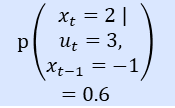 p( x_t = 2 |
u_t = 3,
x_{t−1} = −1 )
= 0.6